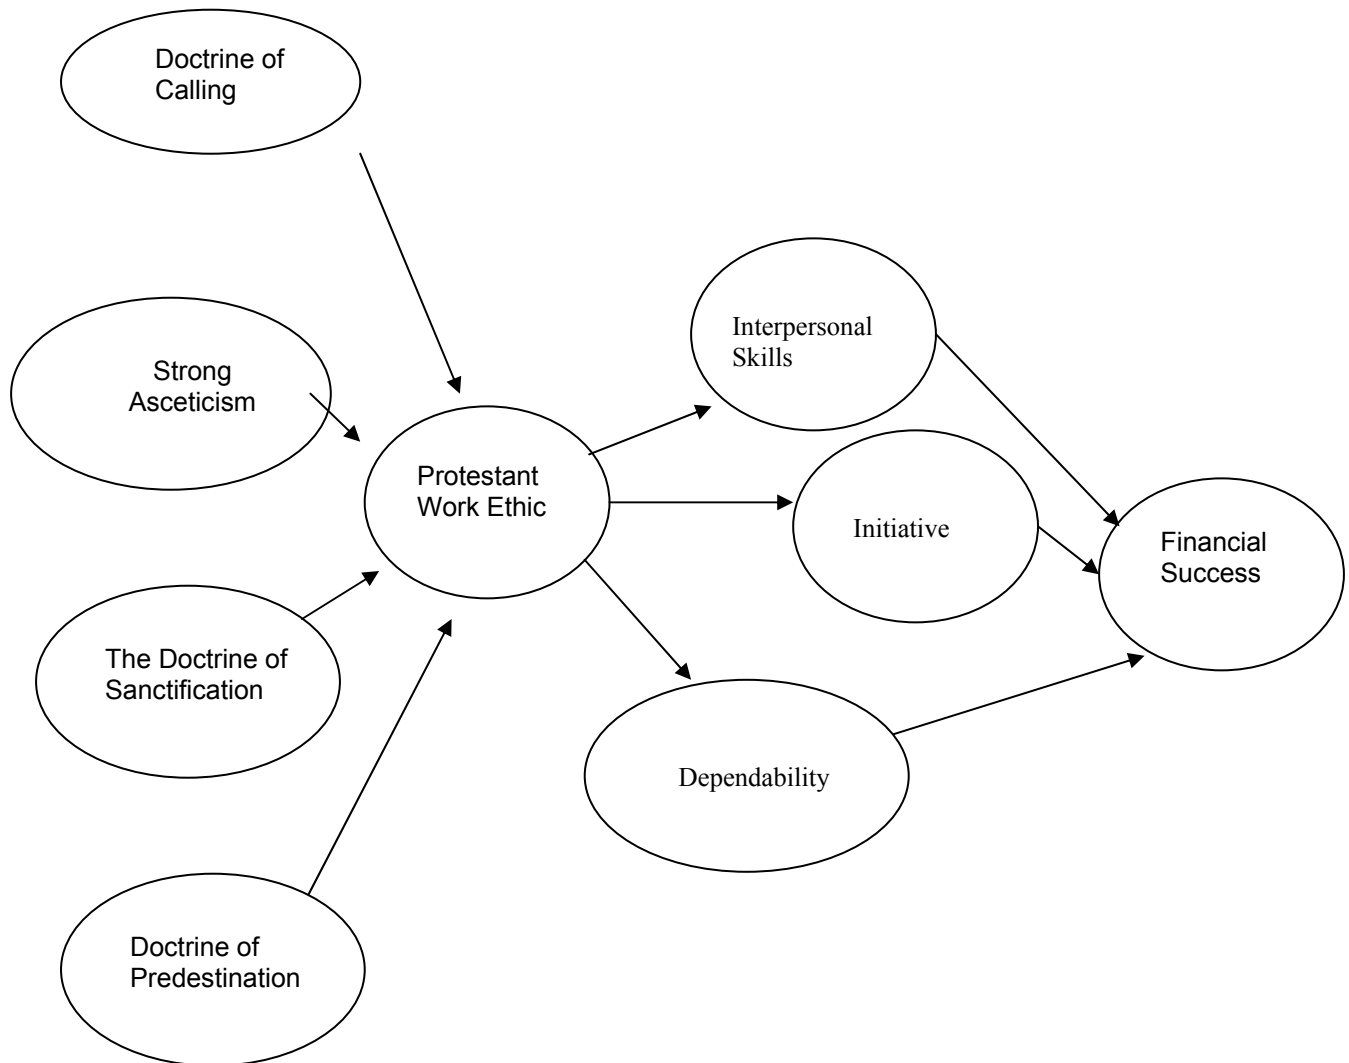 Doctrine of
Calling
Strong
Asceticism
The Doctrine of
Sanctification
Doctrine of
Predestination
Protestant
Work Ethic
Interpersonal
Skills
Initiative
Dependability
Financial
Success